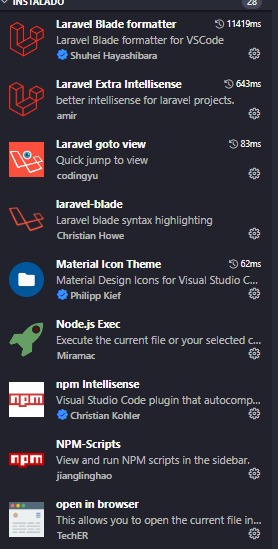 INSTALADO 28
Laravel Blade formatter 11419ms
Laravel Blade formatter for VSCode
Shuhei Hayashibara
Laravel Extra Intellisense 643ms
better intellisense for laravel projects.
amir
Laravel goto view 83ms
Quick jump to view
codingyu
laravel-blade
Laravel blade syntax highlighting
Christian Howe
Material Icon Theme 62ms
Material Design Icons for Visual Studio C...
Philipp Kief
Node.js Exec
Execute the current file or your selected c...
Miramac
npm
npm Intellisense
Visual Studio Code plugin that autocomp...
Christian Kohler
npm
NPM-Scripts
View and run NPM scripts in the sidebar.
jianglinghao
open in browser
This allows you to open the current file in...
TechER